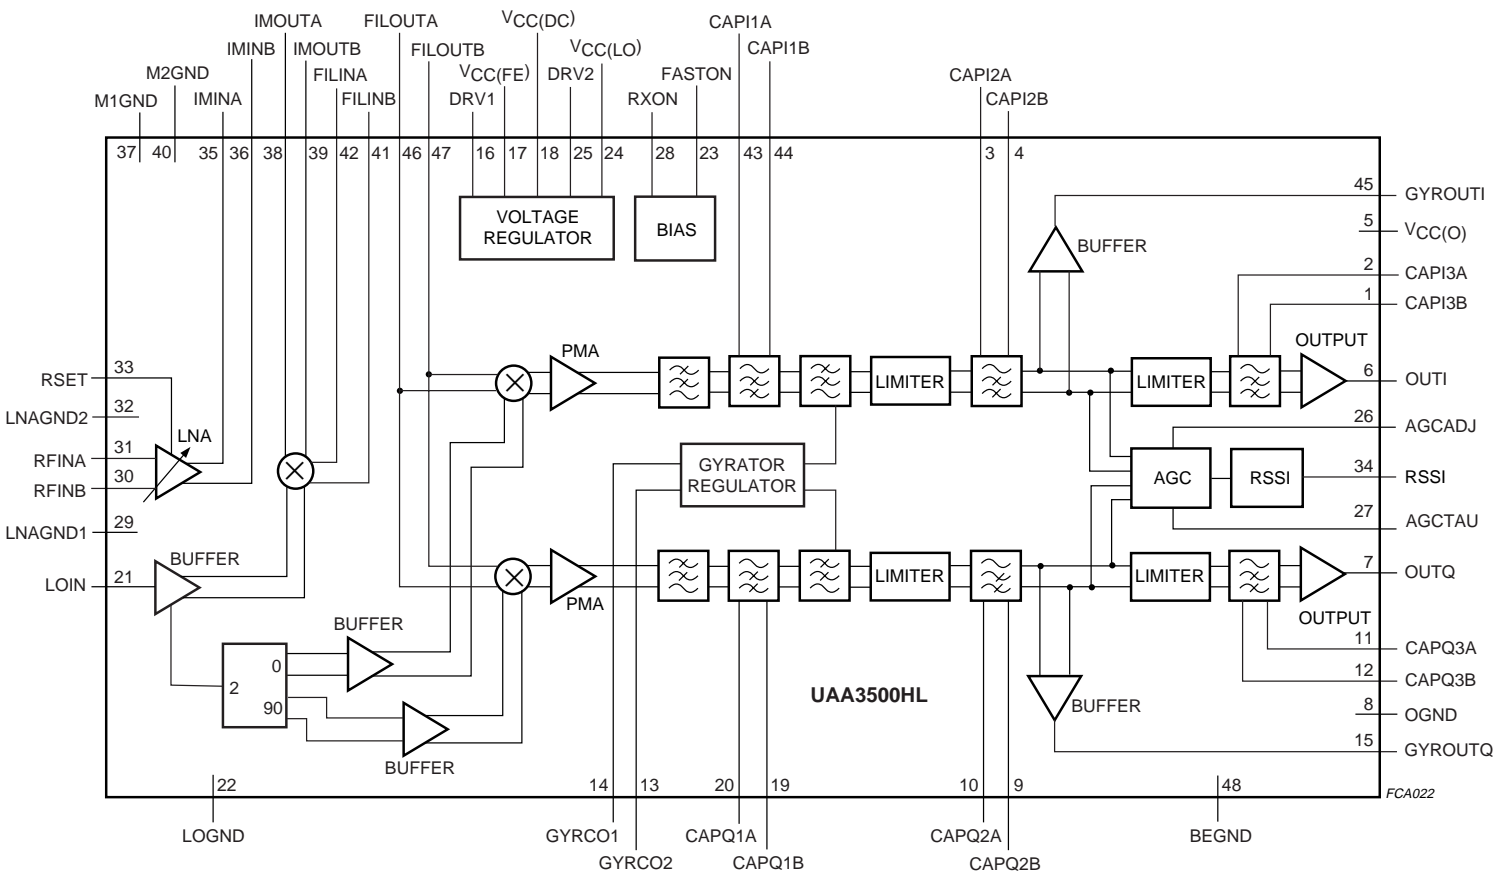 IMOUTA
FILOUTA
VCC(DC)
CAPI1A
IMINB
IMOUTB
FILOUTB
VCC(LO)
CAPI1B
M2GND
FILINA
VCC(FE)
DRV2
FASTON
CAPI2A
M1GND
IMINA
FILINB
DRV1
RXON
CAPI2B
37 40 35 36 38 39 42 41 46 47 16 17 18 25 24 28 23 43 44 3 4
45 GYROUTI
VOLTAGE
REGULATOR
BIAS
5 VCC(O)
BUFFER
2 CAPI3A
1 CAPI3B
OUTPUT
PMA
33
RSET
LIMITER
LIMITER
6 OUTI
32
LNAGND2
26 AGCADJ
LNA
31
RFINA
GYRATOR
REGULATOR
AGC
RSSI
34 RSSI
30
RFINB
29
LNAGND1
27 AGCTAU
BUFFER
21
LOIN
LIMITER
LIMITER
7 OUTQ
PMA
OUTPUT
BUFFER
11 CAPQ3A
0
2
12 CAPQ3B
UAA3500HL
90
BUFFER
8 OGND
15 GYROUTQ
BUFFER
22 14 13 20 19 10 9 48
FCA022
LOGND
GYRCO1
CAPQ1A
CAPQ2A
BEGND
GYRCO2
CAPQ1B
CAPQ2B